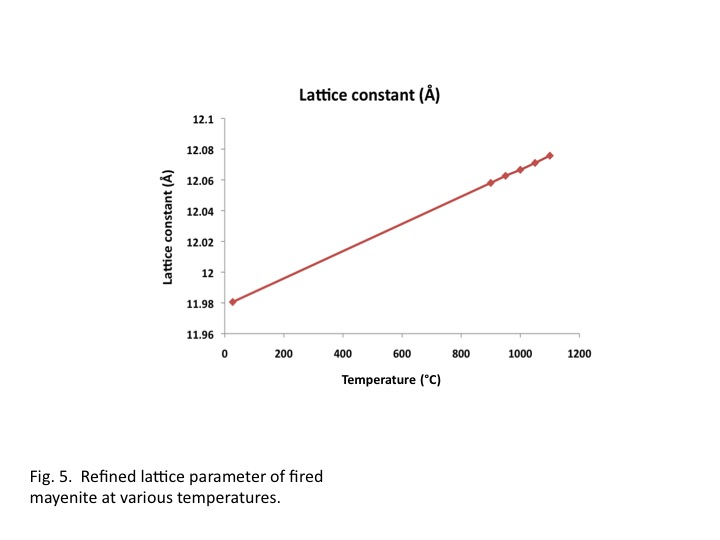 Lattice constant (Å)
Lattice constant (Å)
12.1
12.08
12.06
12.04
12.02
12
11.98
11.96
0 200 400 600 800 1000 1200
Temperature (°C)
Fig. 5.  Refined lattice parameter of fired
mayenite at various temperatures.